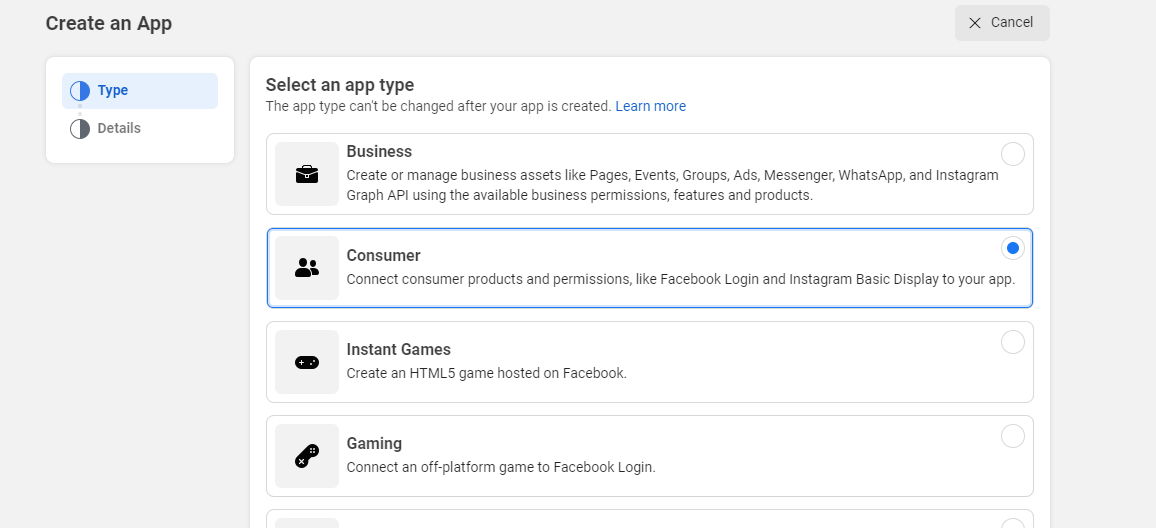 Create an App
Cancel
Type
Details
Select an app type
The app type can't be changed after your app is created. Learn more
Business
Create or manage business assets like Pages, Events, Groups, Ads, Messenger, WhatsApp, and Instagram
Graph API using the available business permissions, features and products.
Consumer
Connect consumer products and permissions, like Facebook Login and Instagram Basic Display to your app.
Instant Games
Create an HTML5 game hosted on Facebook.
Gaming
Connect an off-platform game to Facebook Login.